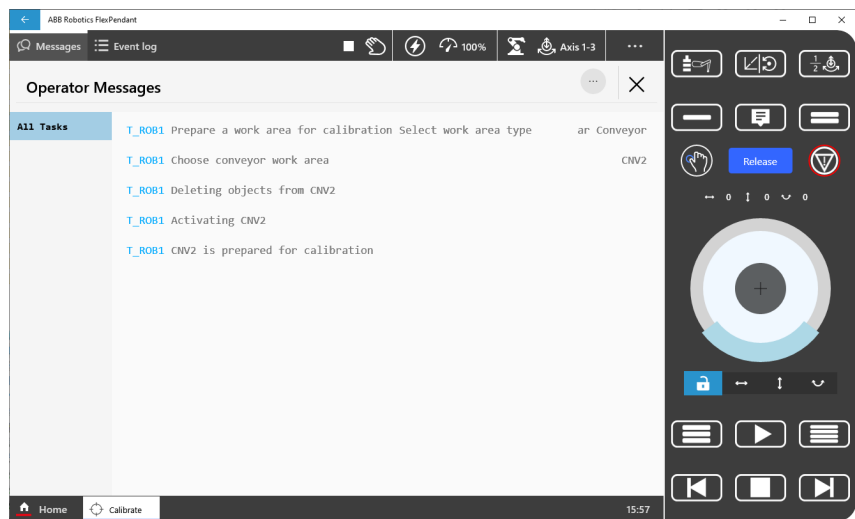 ABB Robotics FlexPendant
Messages Event log 100% Axis 1-3 ...
Operator Messages ...
All Tasks
T_ROB1 Prepare a work area for calibration Select work area type ar Conveyor
T_ROB1 Choose conveyor work area CNV2
T_ROB1 Deleting objects from CNV2
T_ROB1 Activating CNV2
T_ROB1 CNV2 is prepared for calibration
1 2
Release
0 0 0
Home Calibrate 15:57